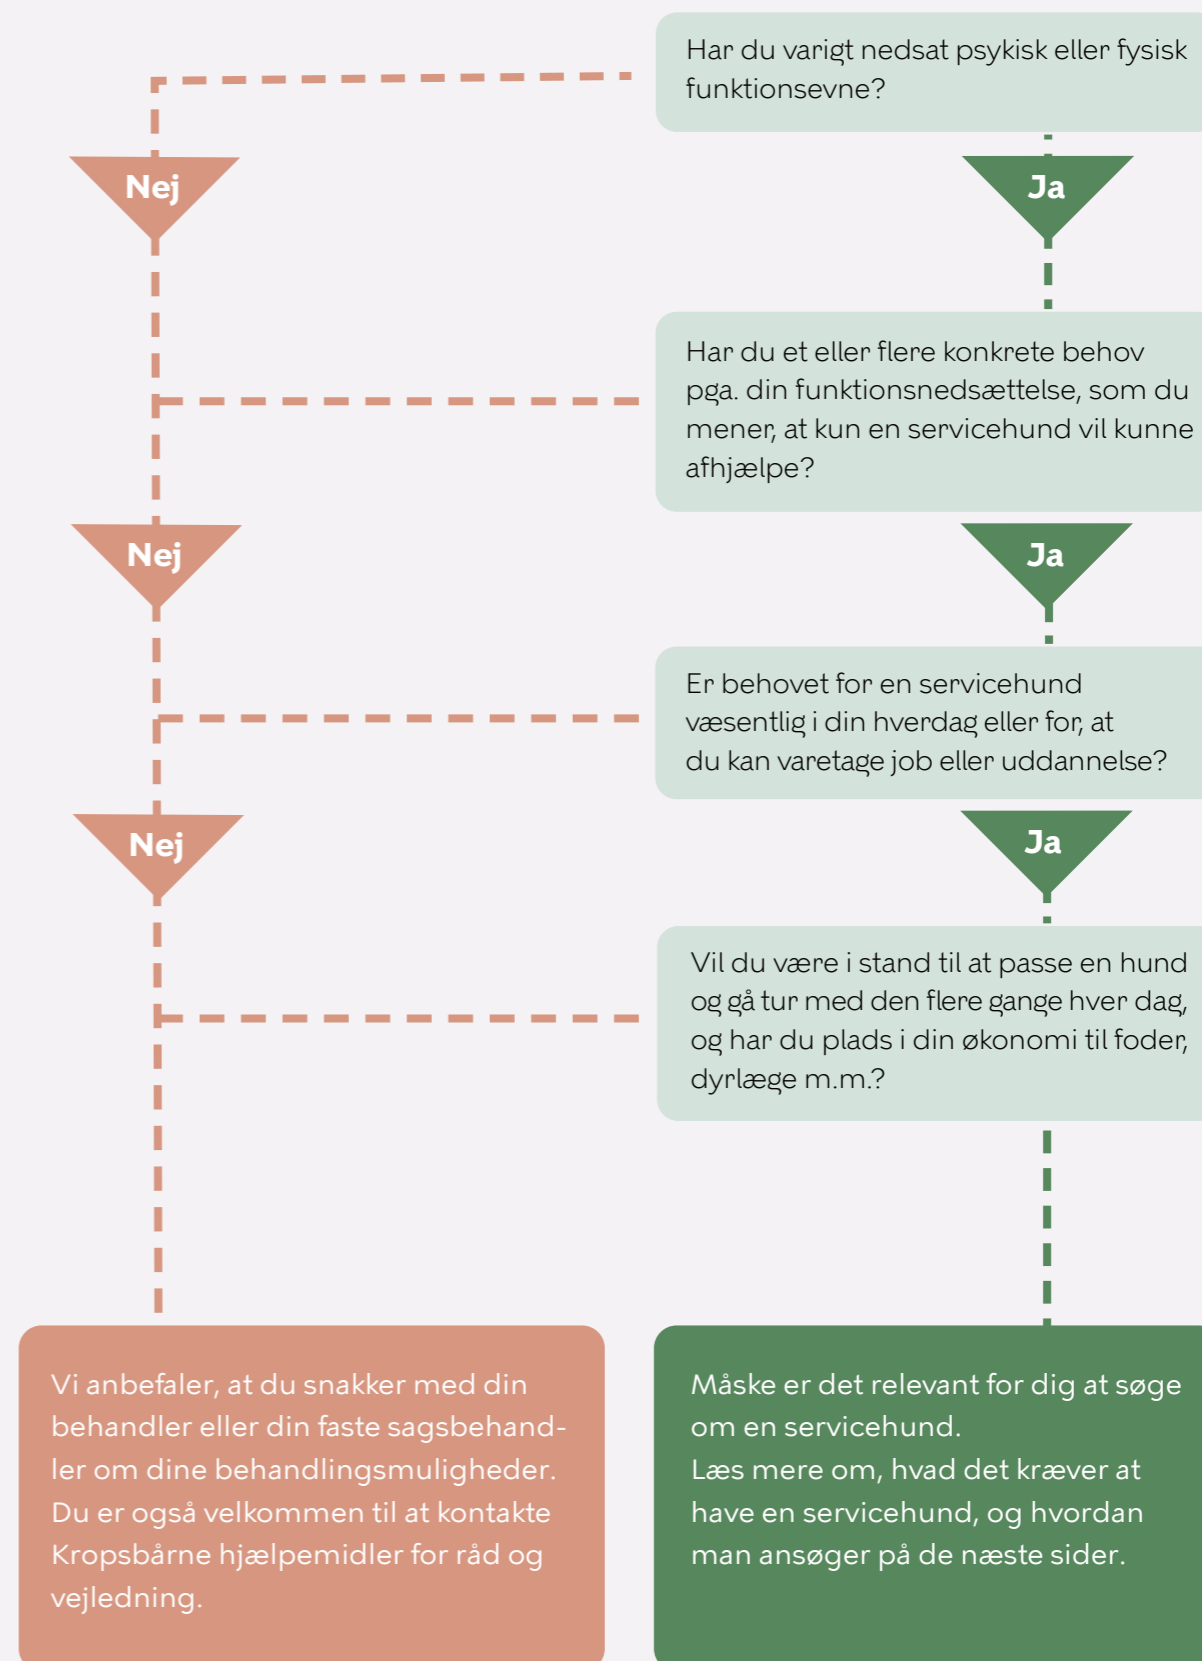 Har du varigt nedsat psykisk eller fysisk
funktionsevne?
Nej
Ja
Har du et eller flere konkrete behov
pga. din funktionsnedsættelse, som du
mener, at kun en servicehund vil kunne
afhjælpe?
Nej
Ja
Er behovet for en servicehund
væsentlig i din hverdag eller for, at
du kan varetage job eller uddannelse?
Nej
Ja
Vil du være i stand til at passe en hund
og gå tur med den flere gange hver dag,
og har du plads i din økonomi til foder,
dyrlæge m.m.?
Vi anbefaler, at du snakker med din
behandler eller din faste sagsbehand-
ler om dine behandlingsmuligheder.
Du er også velkommen til at kontakte
Kropsbårne hjælpemidler for råd og
vejledning.
Måske er det relevant for dig at søge
om en servicehund.
Læs mere om, hvad det kræver at
have en servicehund, og hvordan
man ansøger på de næste sider.